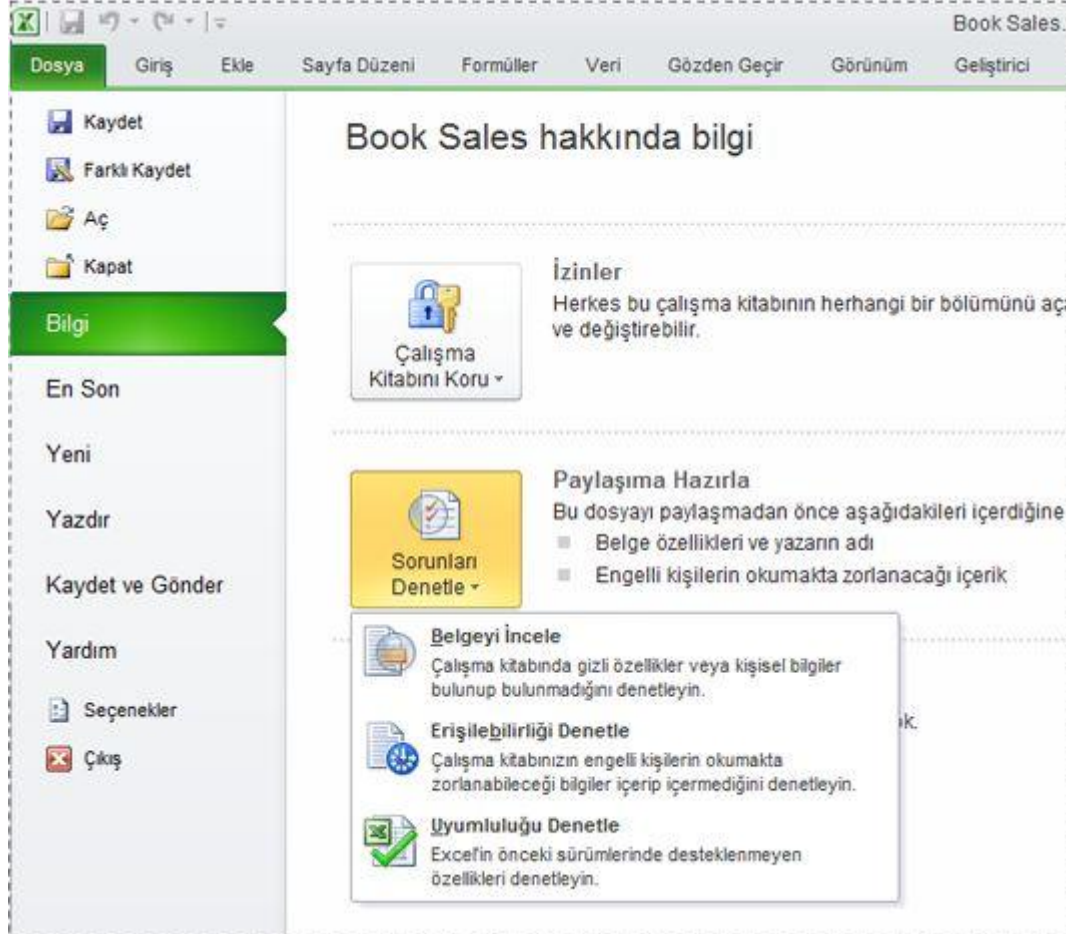 Book Sales.
Dosya Giriş Ekle Sayfa Düzeni Formüller Veri Gözden Geçir Görünüm Geliştirici
Kaydet
Farklı Kaydet
Aç
Kapat
Bilgi
En Son
Yeni
Yazdır
Kaydet ve Gönder
Yardım
Seçenekler
Çıkış
Book Sales hakkında bilgi
Çalışma
Kitabını Koru
İzinler
Herkes bu çalışma kitabının herhangi bir bölümünü aça
ve değiştirebilir.
Sorunları
Denetle
Paylaşıma Hazırla
Bu dosyayı paylaşmadan önce aşağıdakileri içerdiğine
Belge özellikleri ve yazarın adı
Engelli kişilerin okumakta zorlanacağı içerik
Belgeyi İncele
Çalışma kitabında gizli özellikler veya kişisel bilgiler
bulunup bulunmadığını denetleyin.
Erişilebilirliği Denetle
Çalışma kitabınızın engelli kişilerin okumakta
zorlanabileceği bilgiler içerip içermediğini denetleyin.
Uyumluluğu Denetle
Excel'in önceki sürümlerinde desteklenmeyen
özellikleri denetleyin.